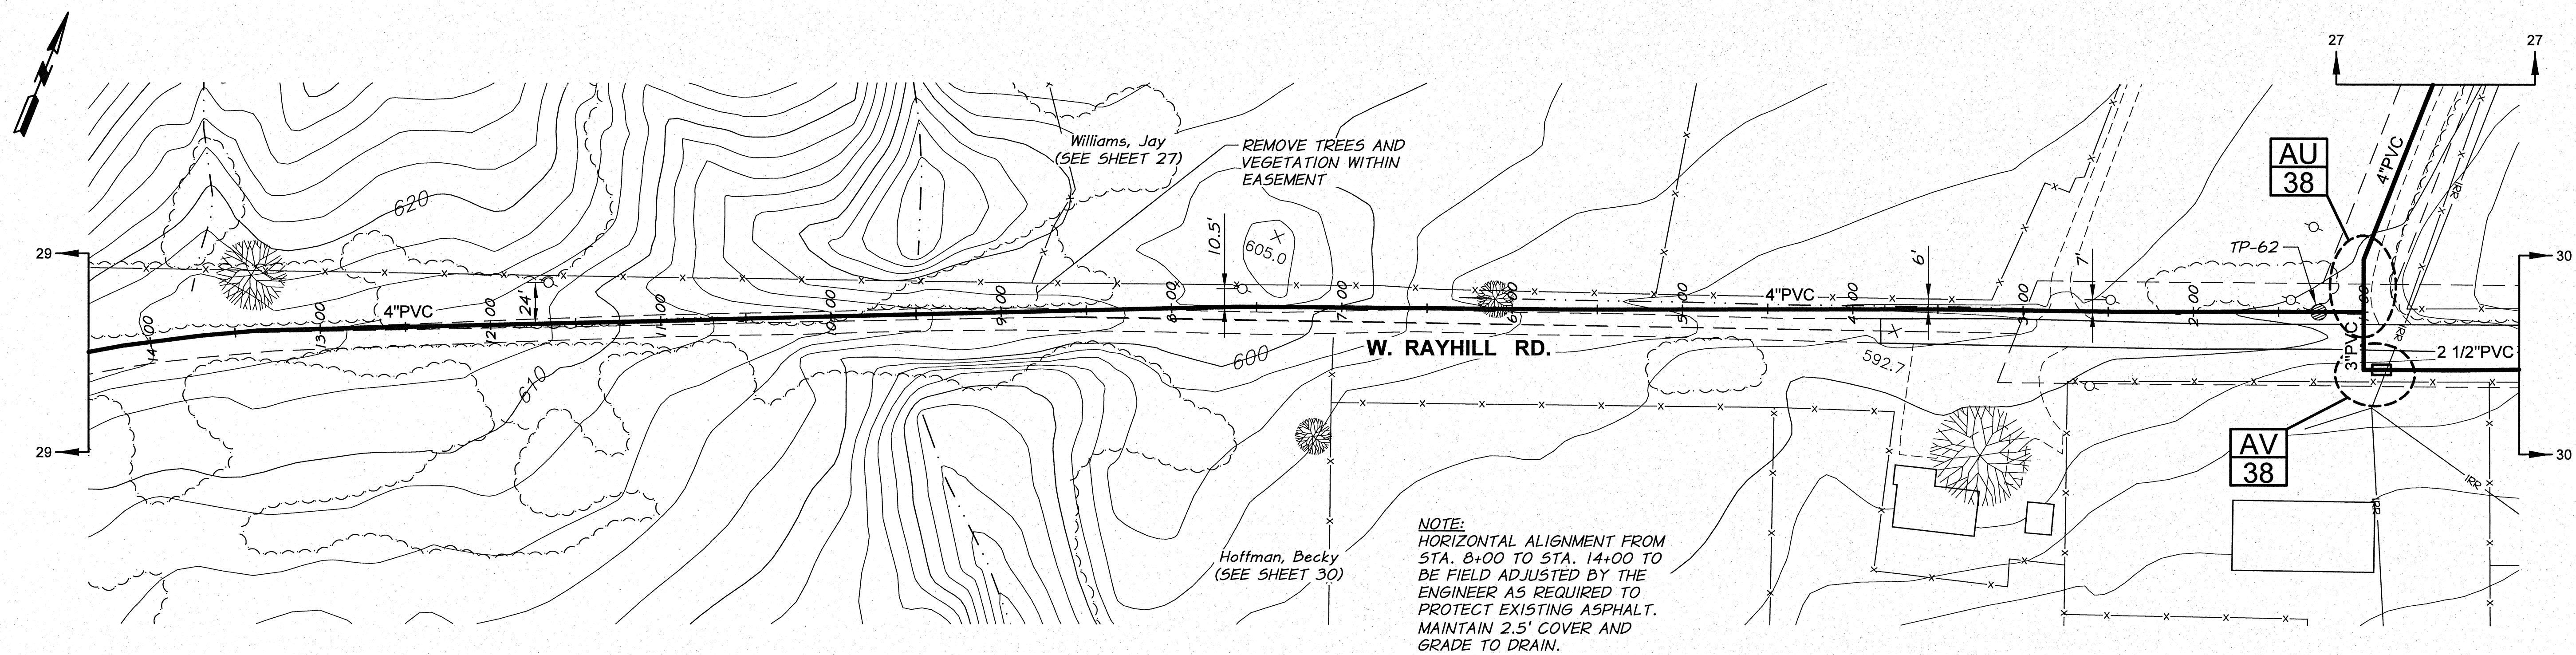 N
27
27
29
29
30
30
Williams, Jay
(SEE SHEET 27)
REMOVE TREES AND
VEGETATION WITHIN
EASEMENT
620
610
600
605.0
592.7
10.5'
24'
6'
7'
4"PVC
4"PVC
4"PVC
3"PVC
2 1/2"PVC
14+00
13+00
12+00
11+00
10+00
9+00
8+00
7+00
6+00
5+00
4+00
3+00
2+00
W. RAYHILL RD.
TP-62
AU
38
AV
38
IRR
IRR
IRR
IRR
Hoffman, Becky
(SEE SHEET 30)
NOTE:
HORIZONTAL ALIGNMENT FROM
STA. 8+00 TO STA. 14+00 TO
BE FIELD ADJUSTED BY THE
ENGINEER AS REQUIRED TO
PROTECT EXISTING ASPHALT.
MAINTAIN 2.5' COVER AND
GRADE TO DRAIN.